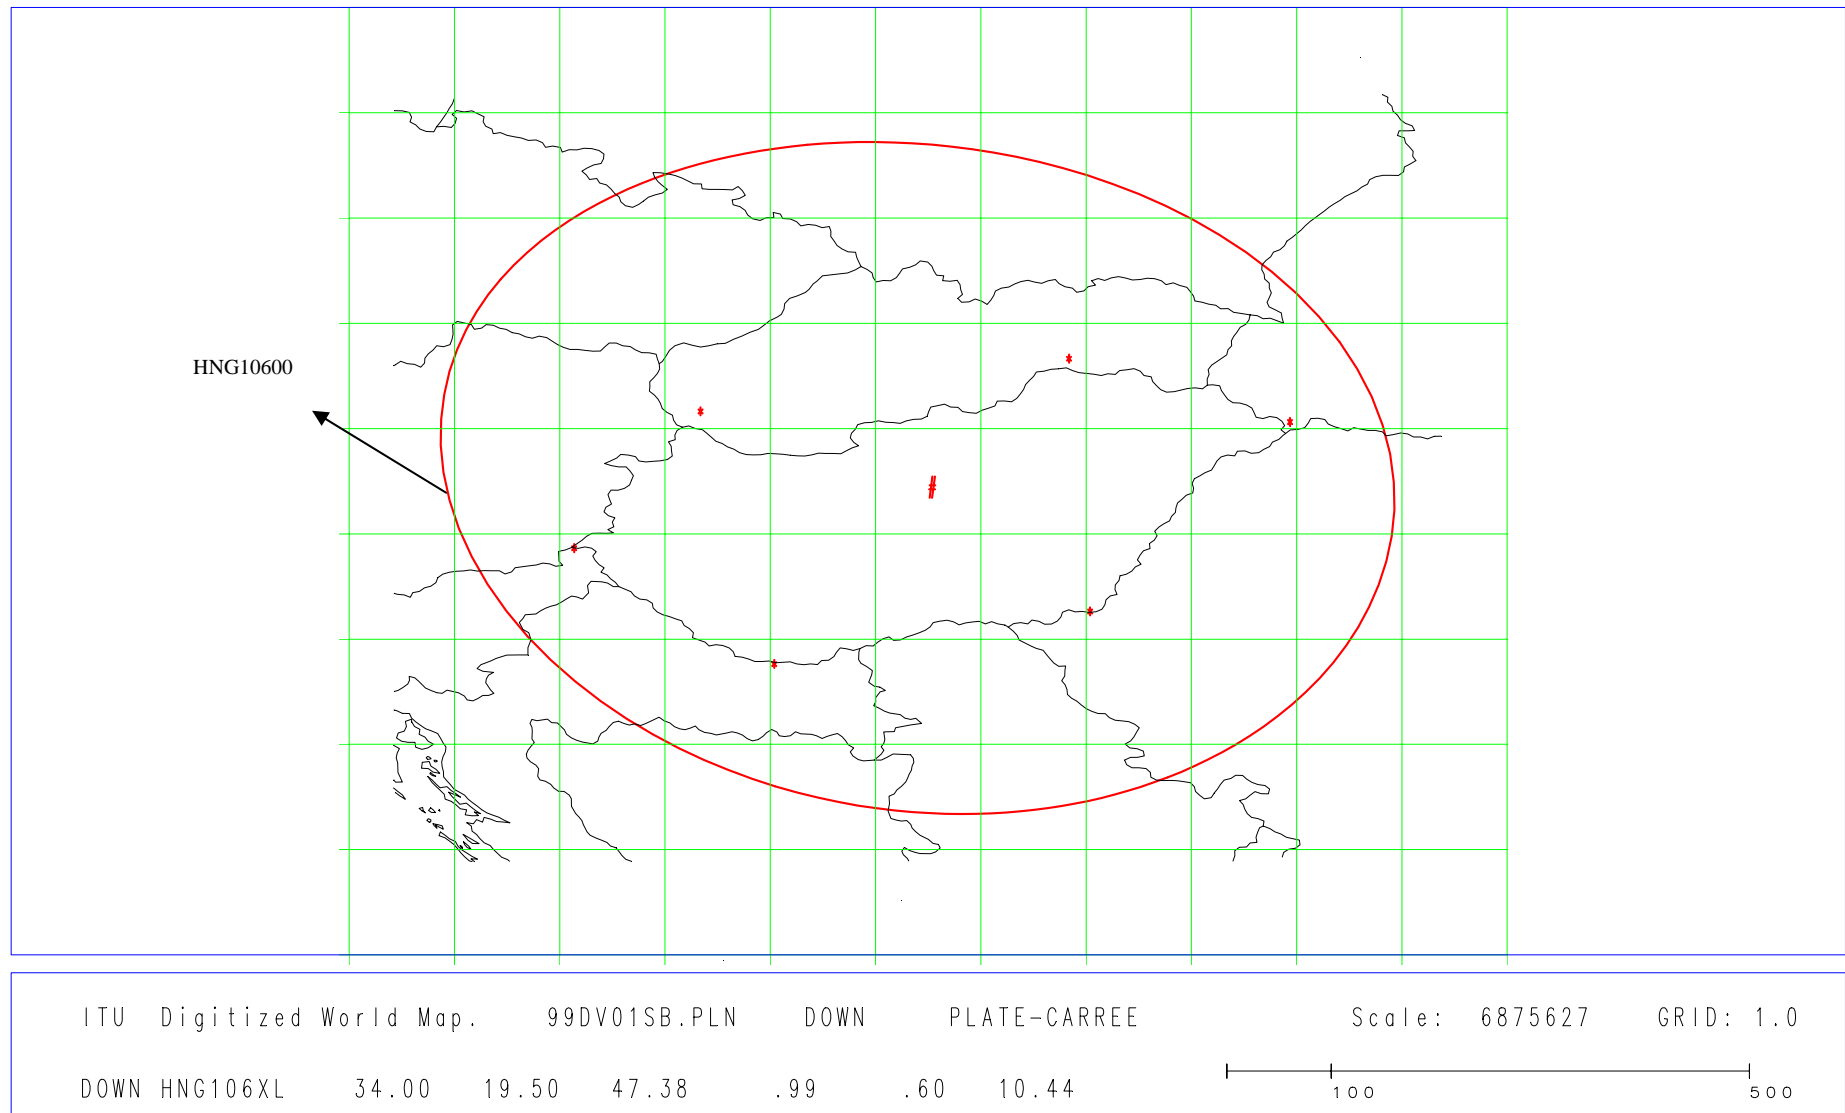 HNG10600
ITU Digitized World Map. 99DV01SB.PLN DOWN PLATE-CARREE Scale: 6875627 GRID: 1.0
DOWN HNG106XL 34.00 19.50 47.38 .99 .60 10.44 100 500